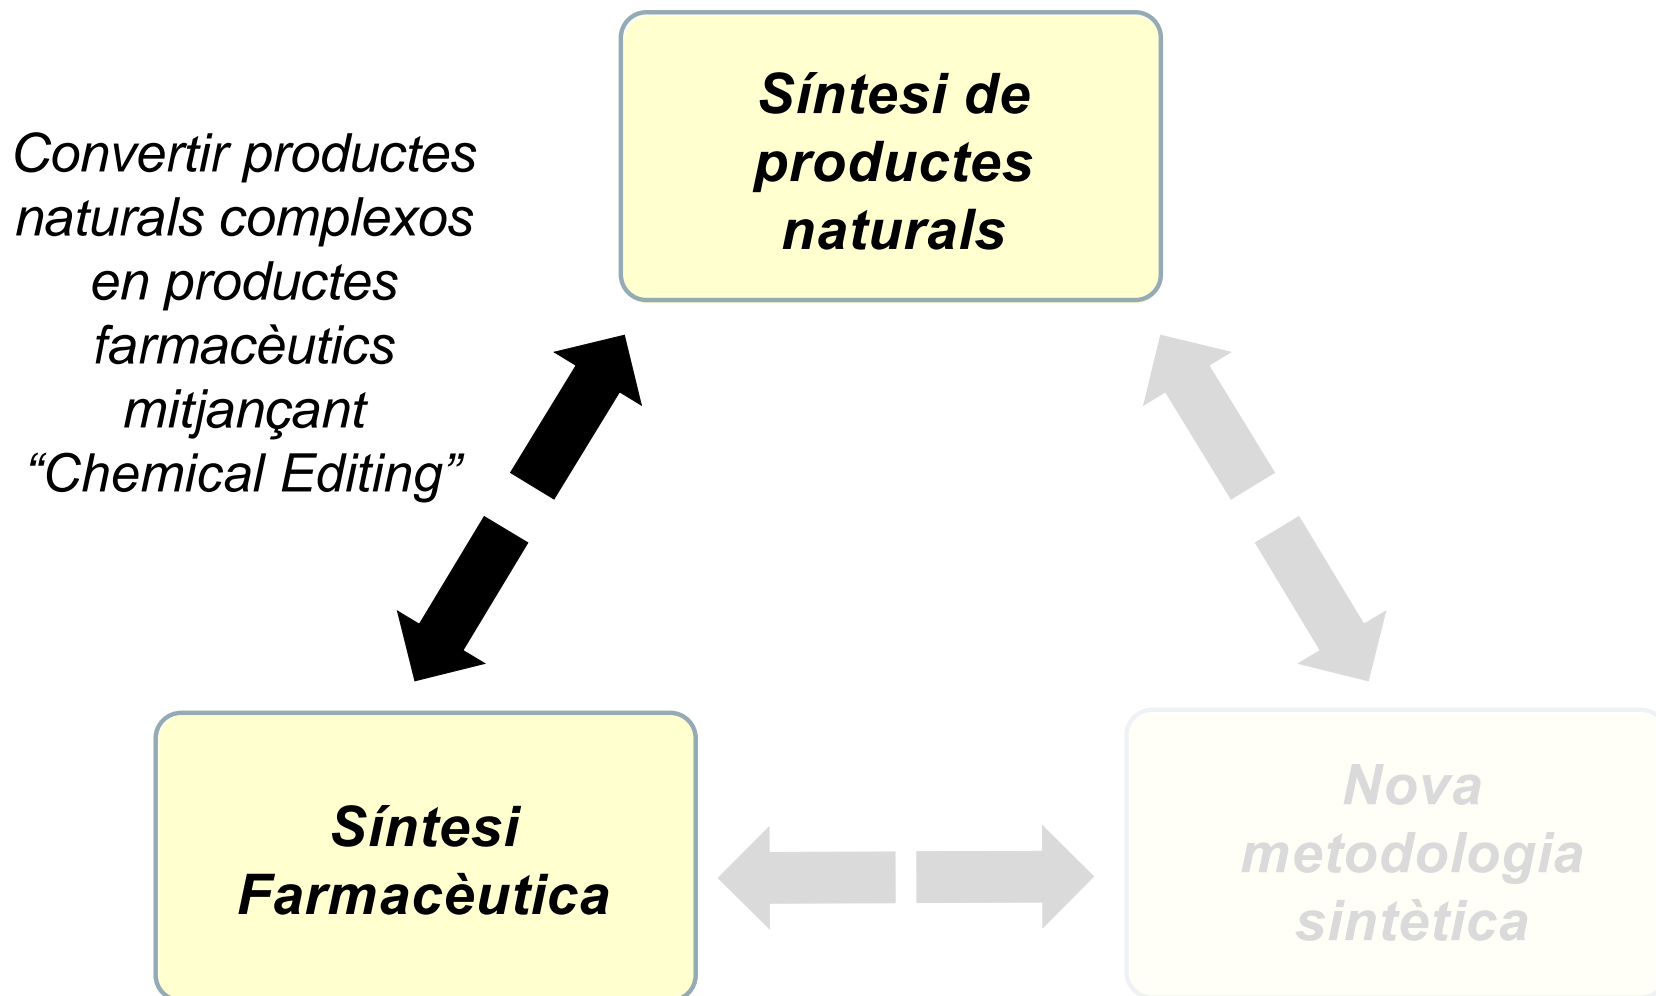 Síntesi de
productes
naturals
Convertir productes
naturals complexos
en productes
farmacèutics
mitjançant
“Chemical Editing”
Síntesi
Farmacèutica
Nova
metodologia
sintètica